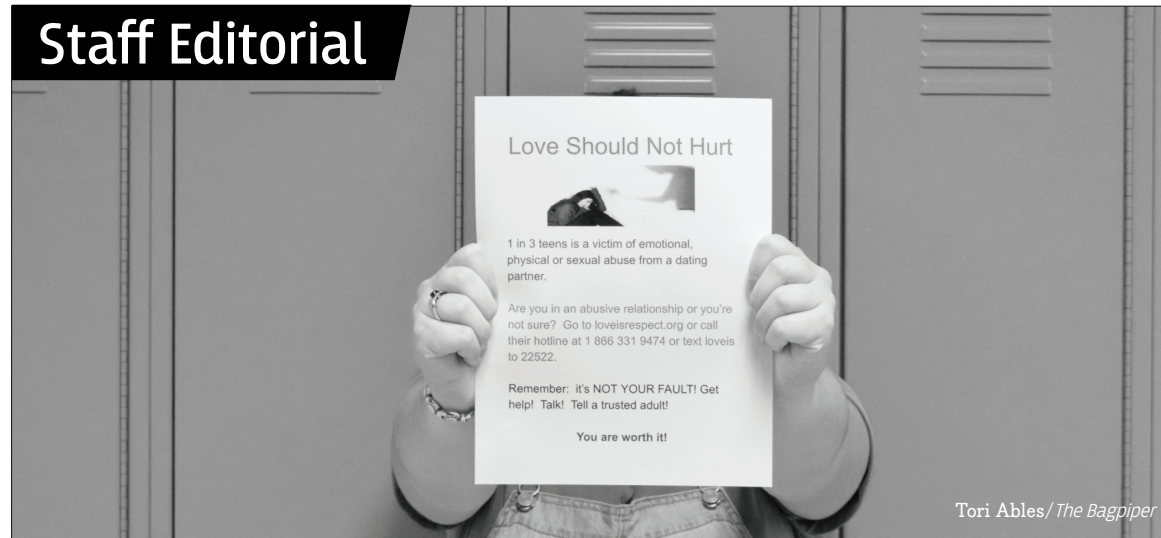 Staff Editorial
Love Should Not Hurt
1 in 3 teens is a victim of emotional,
physical or sexual abuse from a dating
partner.
Are you in an abusive relationship or you're
not sure?  Go to loveisrespect.org or call
their hotline at 1 866 331 9474 or text loveis
to 22522.
Remember:  it's NOT YOUR FAULT! Get
help!  Talk!  Tell a trusted adult!
You are worth it!
Tori Ables/The Bagpiper